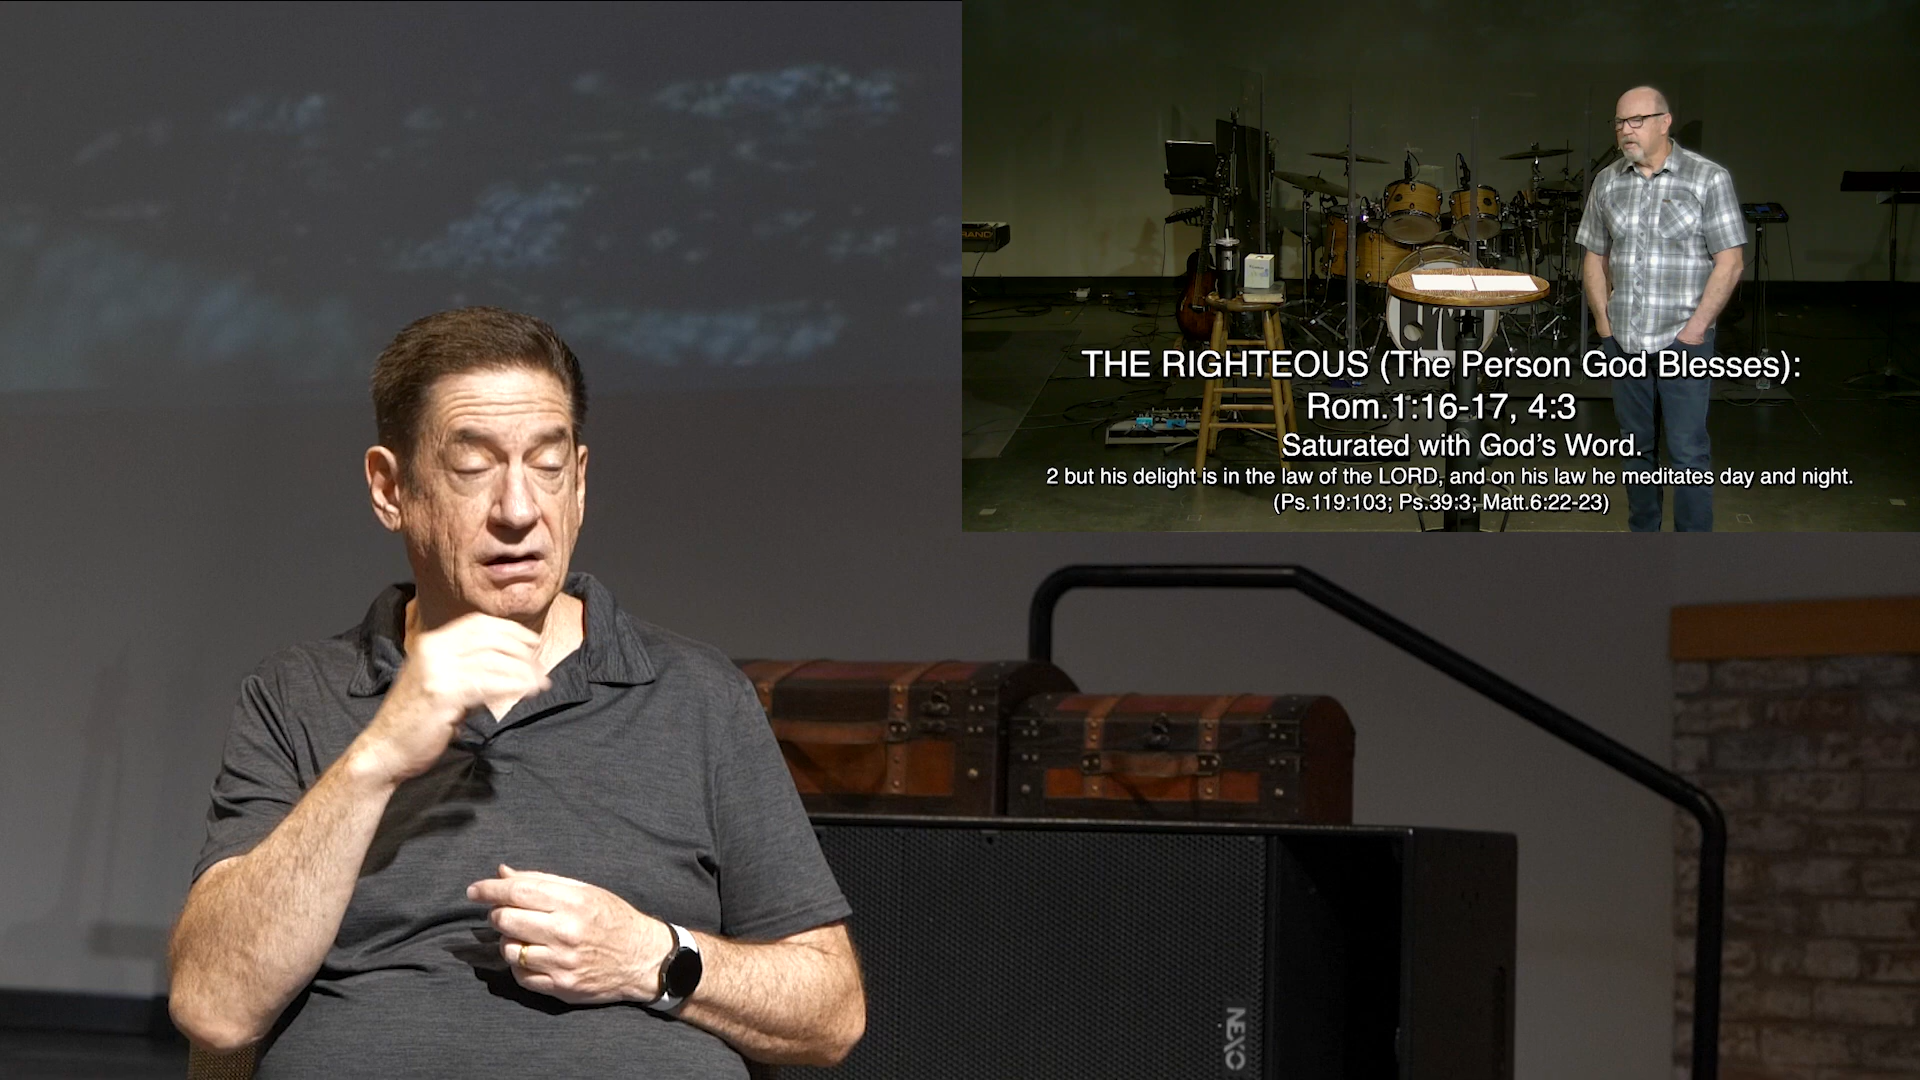 THE RIGHTEOUS (The Person God Blesses):
Rom.1:16-17, 4:3
Saturated with God's Word.
2 but his delight is in the law of the LORD, and on his law he meditates day and night.
(Ps.119:103; Ps.39:3; Matt.6:22-23)
NEXO